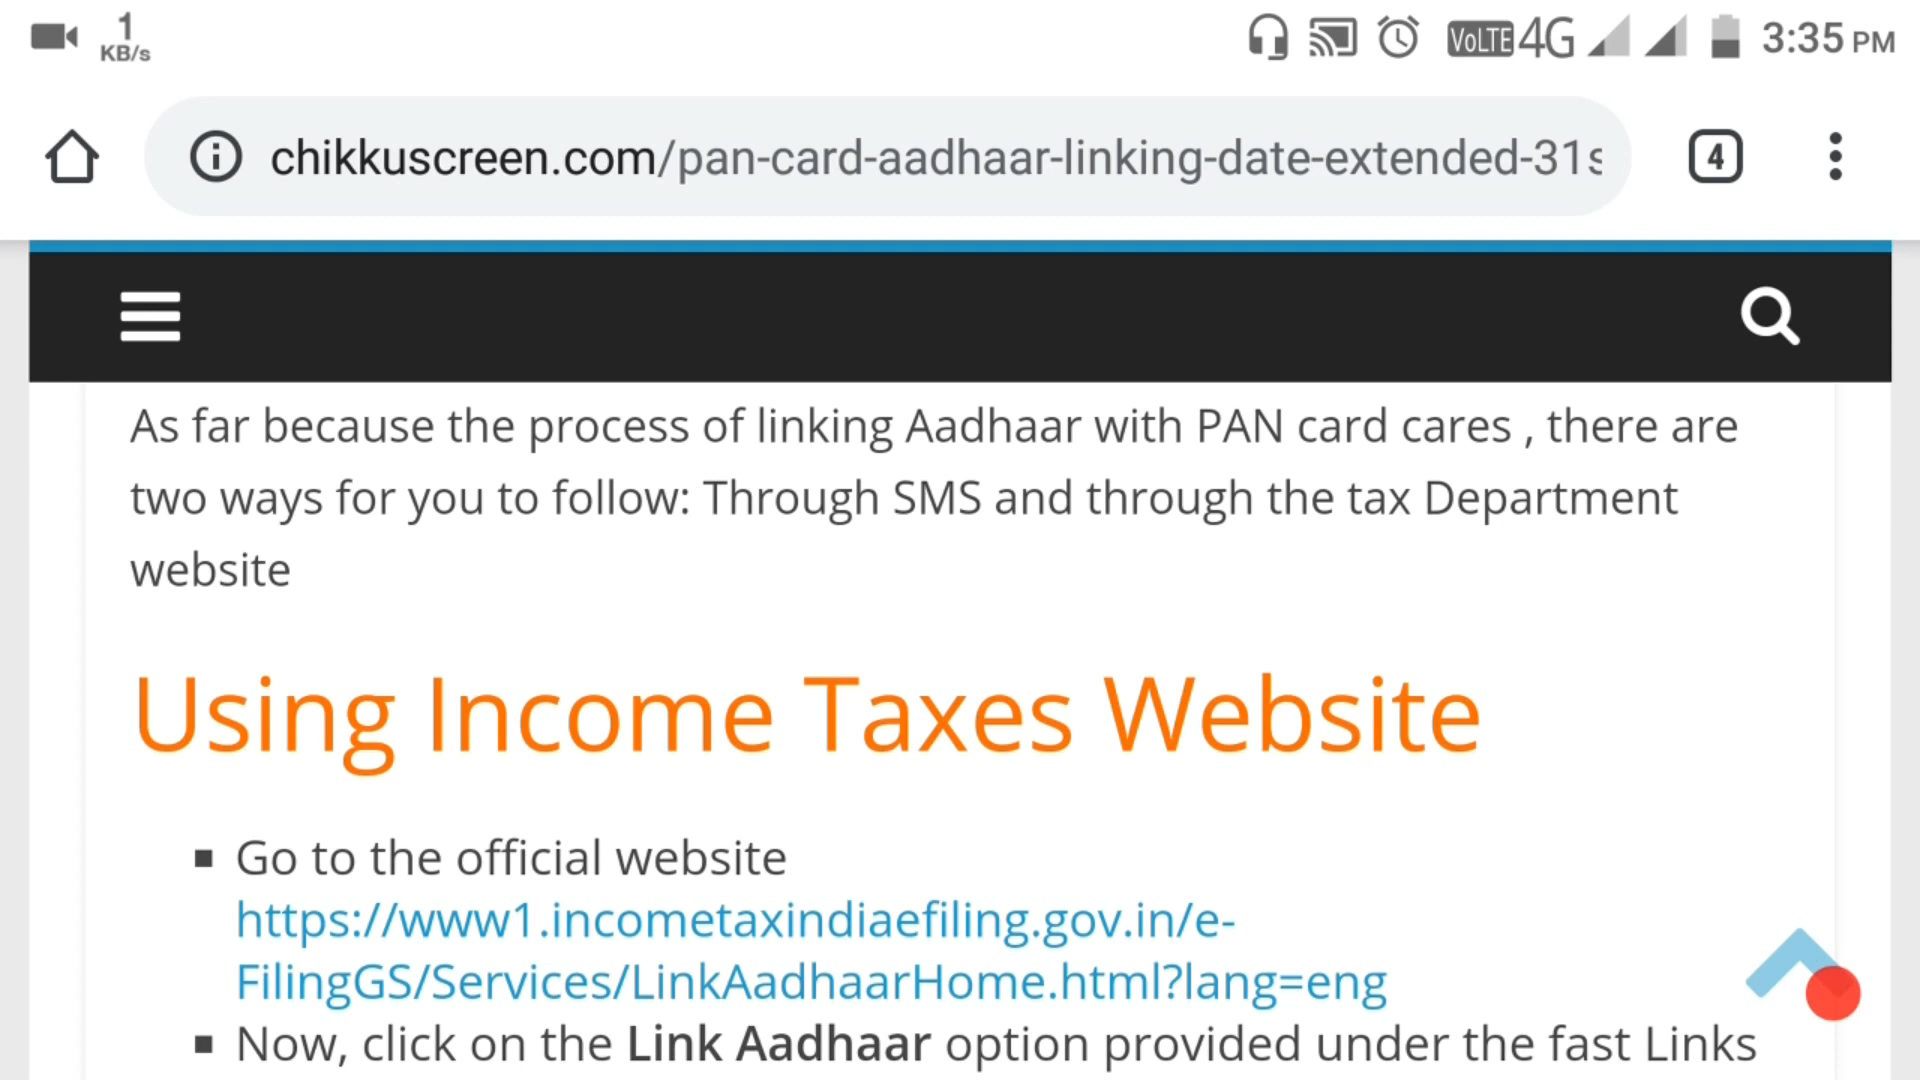 1
KB/s
VoLTE 4G 3:35 PM
chikkuscreen.com/pan-card-aadhaar-linking-date-extended-31s
4
As far because the process of linking Aadhaar with PAN card cares , there are
two ways for you to follow: Through SMS and through the tax Department
website
Using Income Taxes Website
Go to the official website
https://www1.incometaxindiaefiling.gov.in/e-
FilingGS/Services/LinkAadhaarHome.html?lang=eng
Now, click on the Link Aadhaar option provided under the fast Links